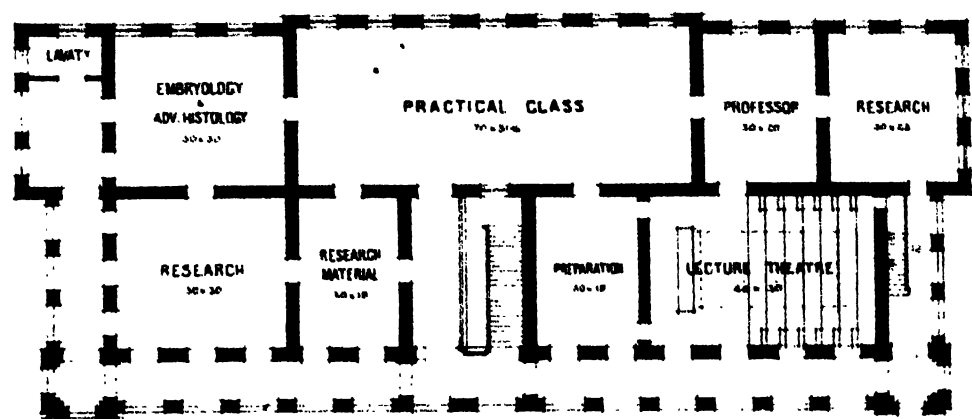 LAVATY
EMBRYOLOGY
&
ADV. HISTOLOGY
30 x 30
PRACTICAL CLASS
PROFESSOR
RESEARCH
RESEARCH
30 x 30
RESEARCH
MATERIAL
PREPARATION
LECTURE THEATRE